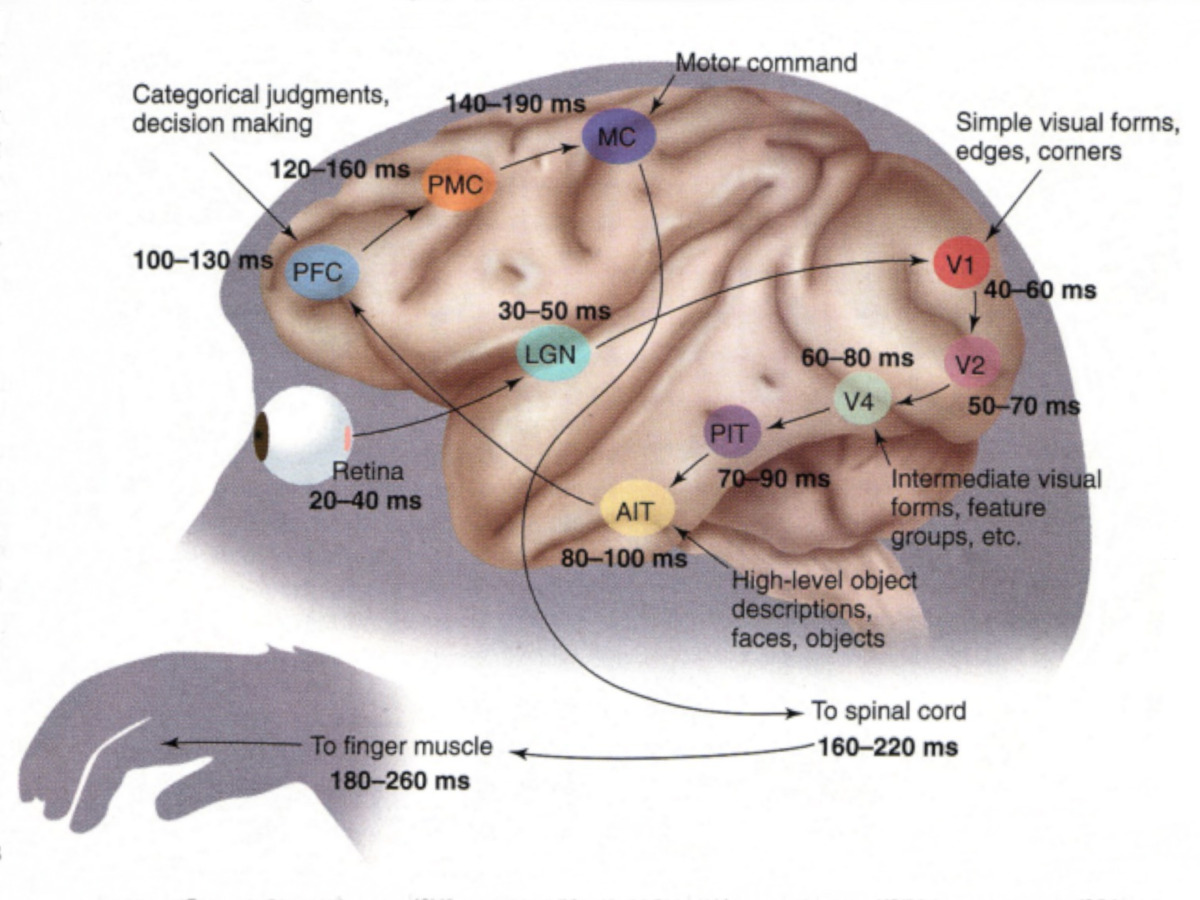 Motor command
Categorical judgments,
decision making
140–190 ms
MC
Simple visual forms,
edges, corners
120–160 ms
PMC
100–130 ms
PFC
V1
40–60 ms
30–50 ms
LGN
60–80 ms
V2
V4
50–70 ms
PIT
Retina
20–40 ms
70–90 ms
Intermediate visual
forms, feature
groups, etc.
AIT
80–100 ms
High-level object
descriptions,
faces, objects
To spinal cord
160–220 ms
To finger muscle
180–260 ms